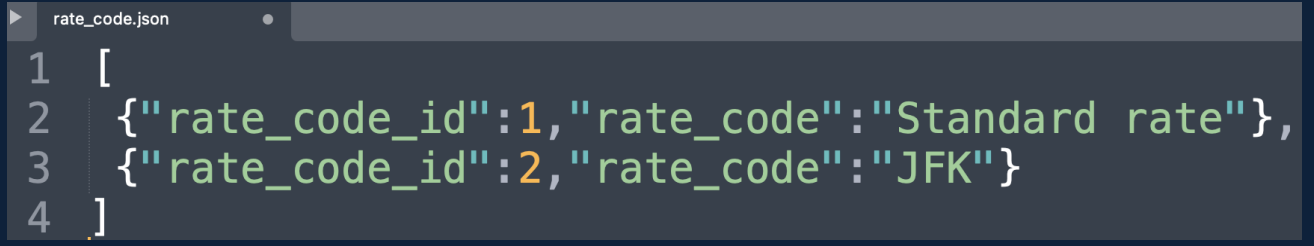 rate_code.json
1 [
2 {"rate_code_id":1,"rate_code":"Standard rate"},
3 {"rate_code_id":2,"rate_code":"JFK"}
4 ]